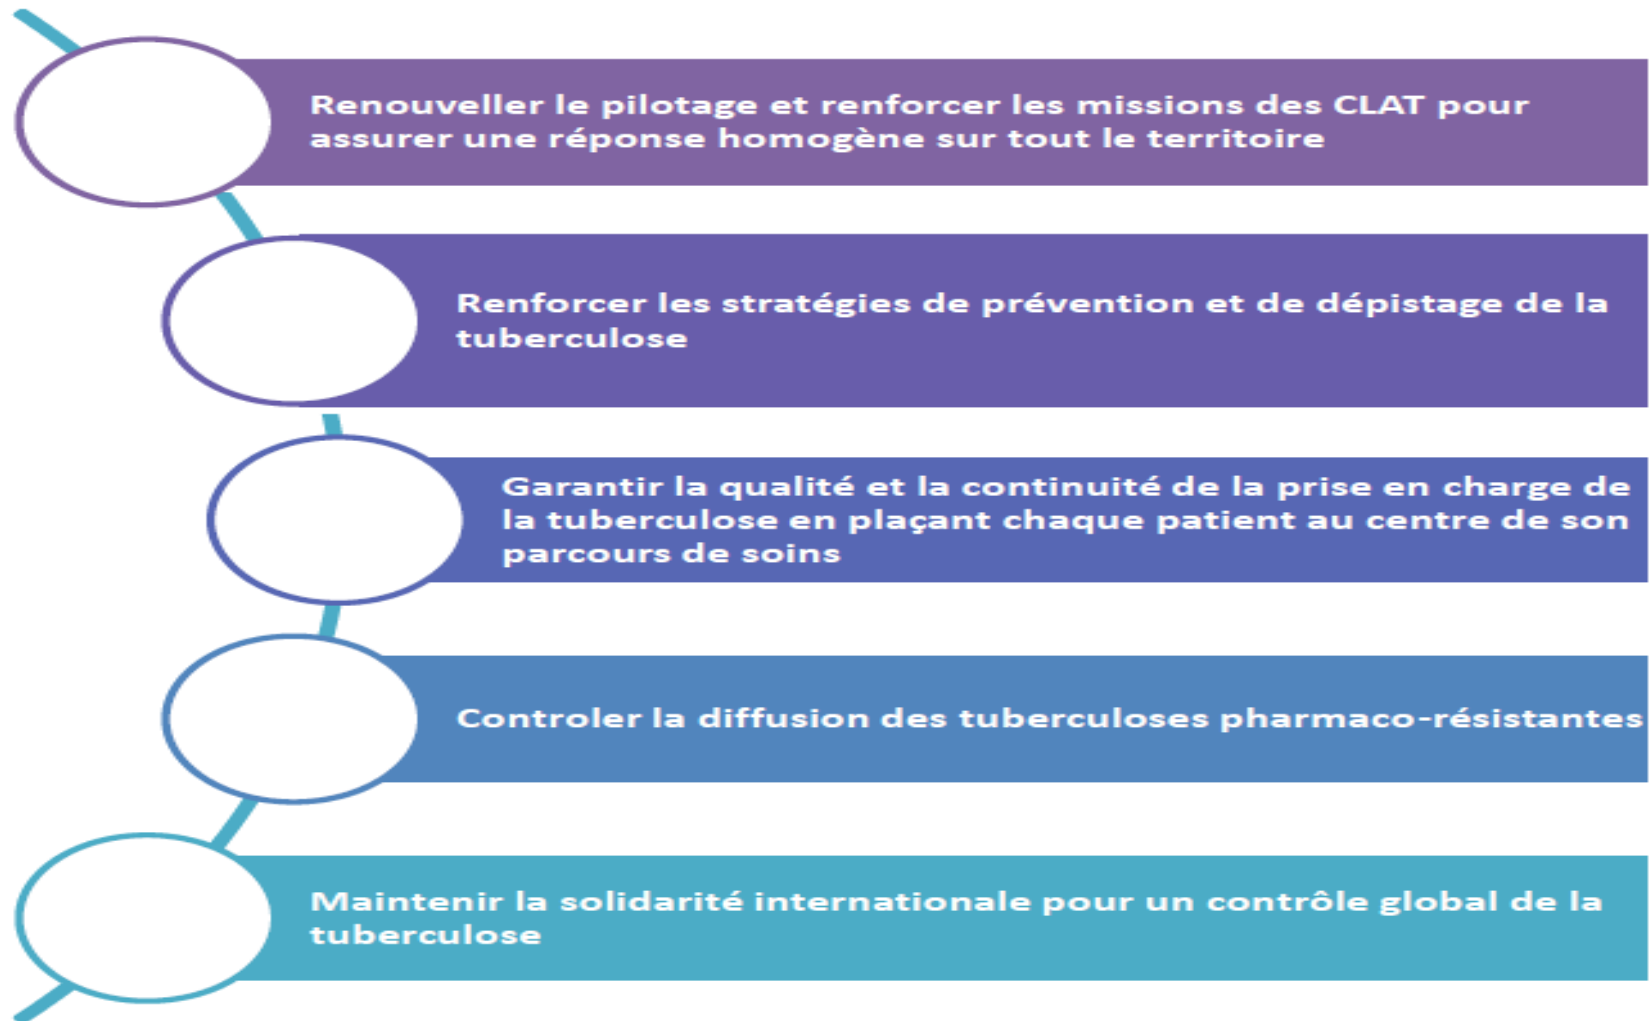 Renouveller le pilotage et renforcer les missions des CLAT pour
assurer une réponse homogène sur tout le territoire
Renforcer les stratégies de prévention et de dépistage de la
tuberculose
Garantir la qualité et la continuité de la prise en charge de
la tuberculose en plaçant chaque patient au centre de son
parcours de soins
Controler la diffusion des tuberculoses pharmaco-résistantes
Maintenir la solidarité internationale pour un contrôle global de la
tuberculose